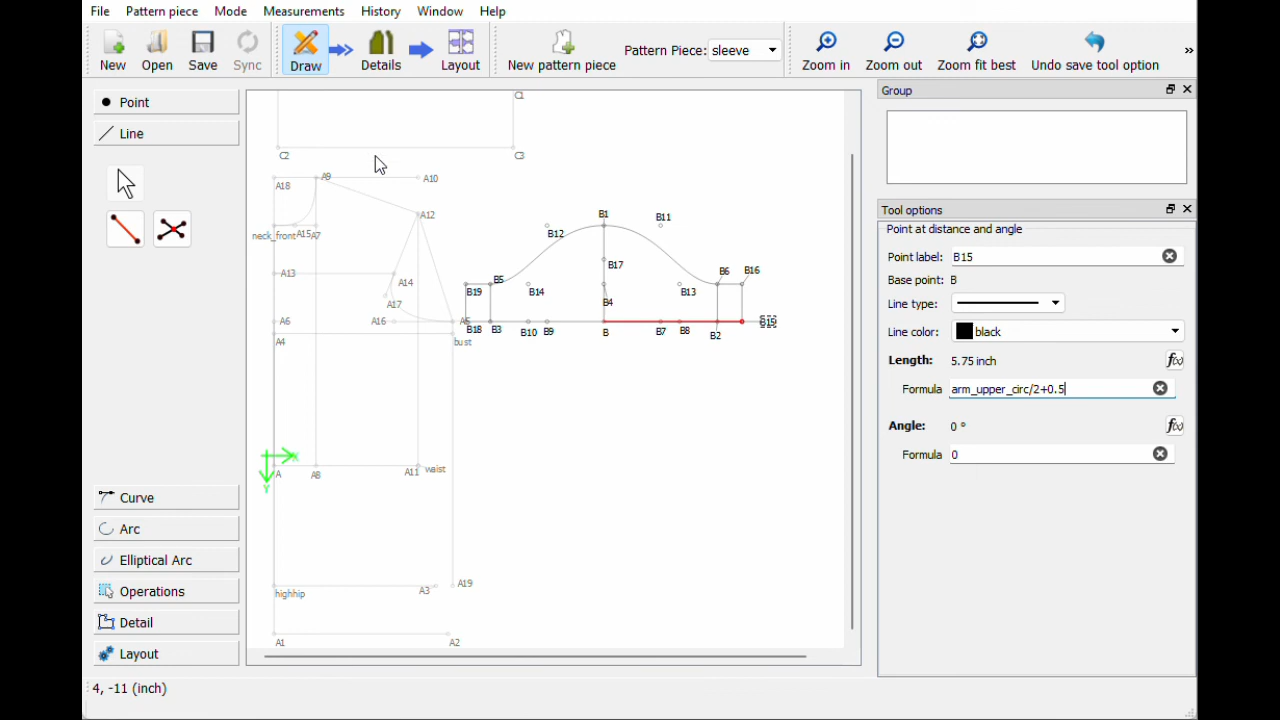 File Pattern piece Mode Measurements History Window Help
New Open Save Sync Draw Details Layout New pattern piece Pattern Piece: sleeve Zoom in Zoom out Zoom fit best Undo save tool option »
Point
Line
Curve
Arc
Elliptical Arc
Operations
Detail
Layout
C1
C2 C3
A18 A9 A10
A12
neck_front A15 A7
A13
A14
A17
A6 A16 A5
A4 bust
A A8 A11 waist
X
Y
highhip A3 A19
A1 A2
B1 B11
B12
B17
B5 B6 B16
B19 B14 B4 B13
B18 B3 B10 B9 B B7 B8 B2
Group
Tool options
Point at distance and angle
Point label: B15
Base point: B
Line type:
Line color: black
Length: 5.75 inch f(x)
Formula arm_upper_circ/2+0.5
Angle: 0 ° f(x)
Formula 0
4, -11 (inch)